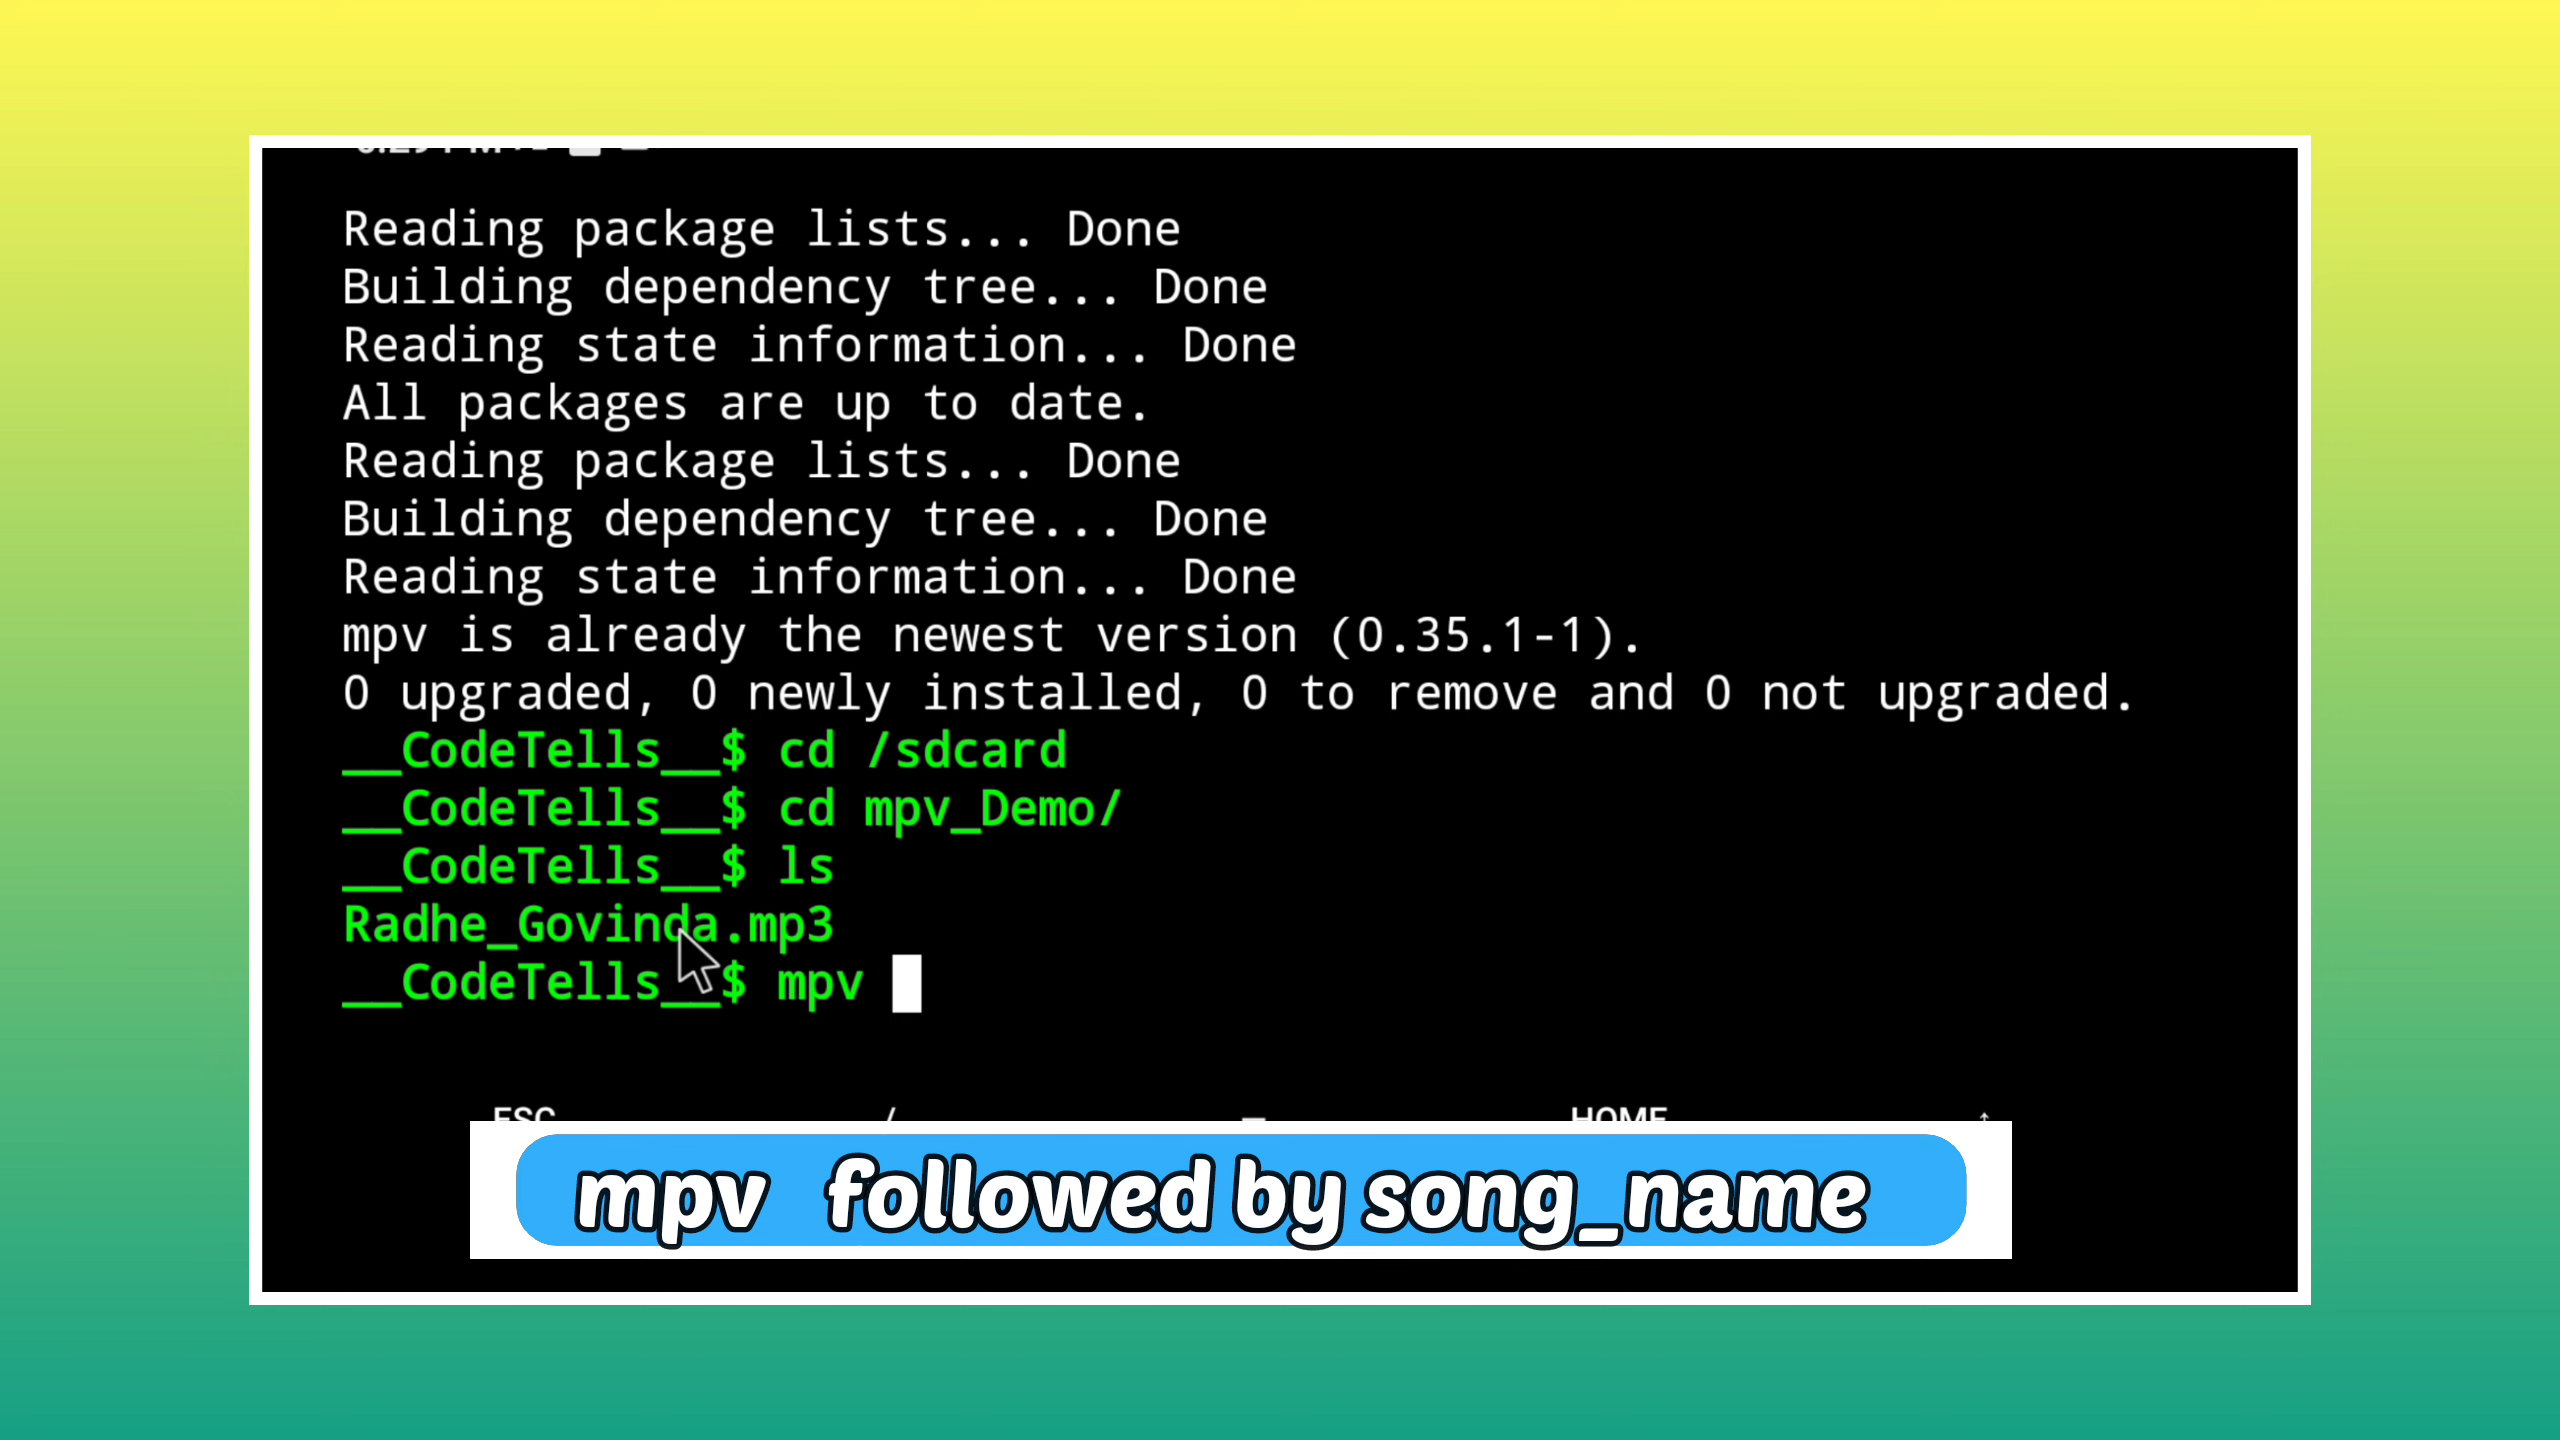 Reading package lists... Done
Building dependency tree... Done
Reading state information... Done
All packages are up to date.
Reading package lists... Done
Building dependency tree... Done
Reading state information... Done
mpv is already the newest version (0.35.1-1).
0 upgraded, 0 newly installed, 0 to remove and 0 not upgraded.
__CodeTells__$ cd /sdcard
__CodeTells__$ cd mpv_Demo/
__CodeTells__$ ls
Radhe_Govinda.mp3
__CodeTells__$ mpv
ESC / — HOME ↑
mpv followed by song_name